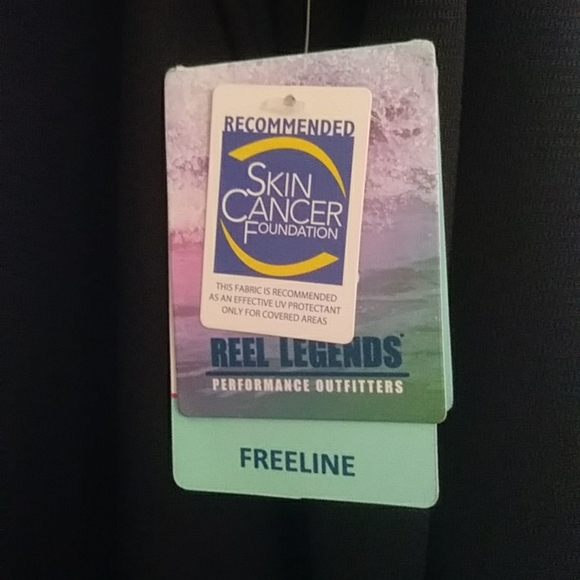 RECOMMENDED
SKIN
CANCER
FOUNDATION
THIS FABRIC IS RECOMMENDED
AS AN EFFECTIVE UV PROTECTANT
ONLY FOR COVERED AREAS
REEL LEGENDS
PERFORMANCE OUTFITTERS
FREELINE